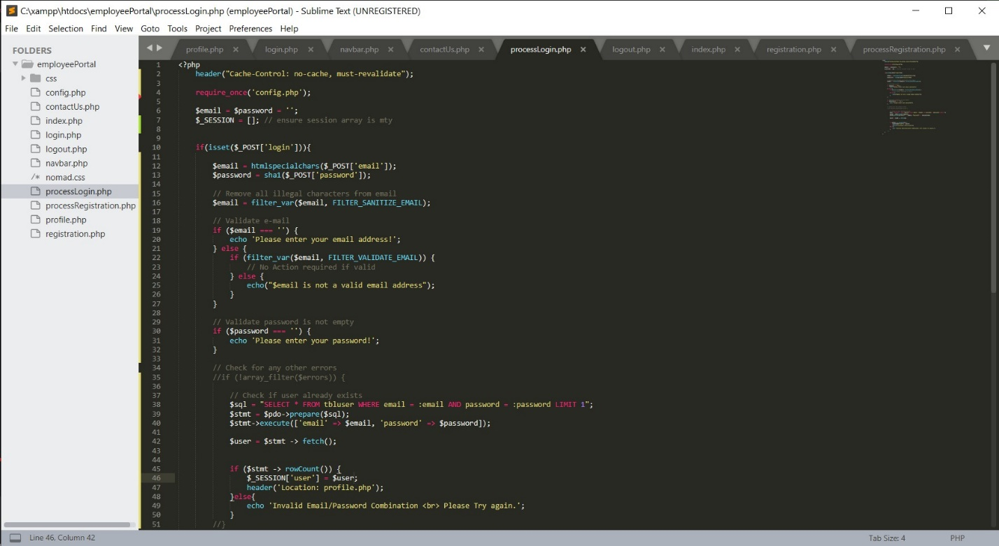 C:\xampp\htdocs\employeePortal\processLogin.php (employeePortal) - Sublime Text (UNREGISTERED)
File Edit Selection Find View Goto Tools Project Preferences Help
FOLDERS
employeePortal
css
config.php
contactUs.php
index.php
login.php
logout.php
navbar.php
/* nomad.css
processLogin.php
processRegistration.php
profile.php
registration.php
profile.php × login.php × navbar.php × contactUs.php × processLogin.php × logout.php × index.php × registration.php × processRegistration.php ×
1 <?php
2 header("Cache-Control: no-cache, must-revalidate");
3
4 require_once('config.php');
5
6 $email = $password = '';
7 $_SESSION = []; // ensure session array is mty
8
9
10 if(isset($_POST['login'])){
11
12 $email = htmlspecialchars($_POST['email']);
13 $password = sha1($_POST['password']);
14
15 // Remove all illegal characters from email
16 $email = filter_var($email, FILTER_SANITIZE_EMAIL);
17
18 // Validate e-mail
19 if ($email === '') {
20 echo 'Please enter your email address!';
21 } else {
22 if (filter_var($email, FILTER_VALIDATE_EMAIL)) {
23 // No Action required if valid
24 } else {
25 echo("$email is not a valid email address");
26 }
27 }
28
29 // Validate password is not empty
30 if ($password === '') {
31 echo 'Please enter your password!';
32 }
33
34 // Check for any other errors
35 //if (!array_filter($errors)) {
36
37 // Check if user already exists
38 $sql = "SELECT * FROM tbluser WHERE email = :email AND password = :password LIMIT 1";
39 $stmt = $pdo->prepare($sql);
40 $stmt->execute(['email' => $email, 'password' => $password]);
41
42 $user = $stmt -> fetch();
43
44
45 if ($stmt -> rowCount()) {
46 $_SESSION['user'] = $user;
47 header('Location: profile.php');
48 }else{
49 echo 'Invalid Email/Password Combination <br> Please Try again.';
50 }
51 //}
Line 46, Column 42
Tab Size: 4
PHP